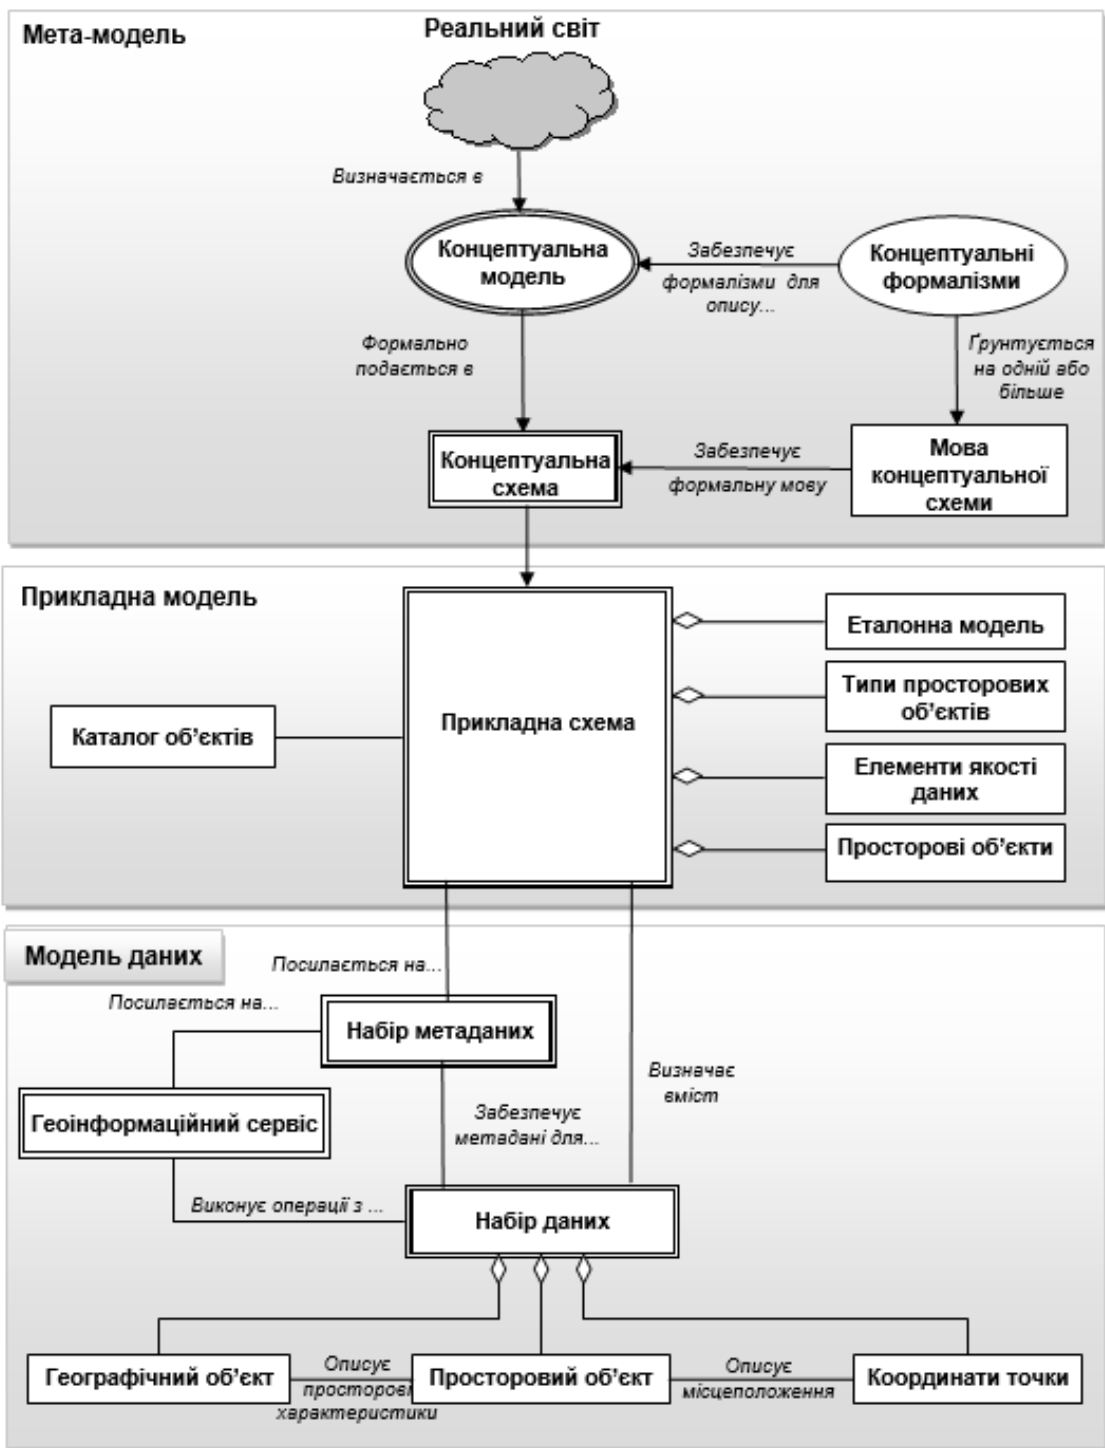 Мета-модель
Реальний світ
Визначається в
Концептуальна
модель
Забезпечує
формалізми для
опису...
Концептуальні
формалізми
Формально
подається в
Ґрунтується
на одній або
більше
Концептуальна
схема
Забезпечує
формальну мову
Мова
концептуальної
схеми
Прикладна модель
Каталог об'єктів
Прикладна схема
Еталонна модель
Типи просторових
об'єктів
Елементи якості
даних
Просторові об'єкти
Модель даних
Посилається на...
Посилається на...
Набір метаданих
Геоінформаційний сервіс
Забезпечує
метадані для...
Визначає
вміст
Виконує операції з ...
Набір даних
Географічний об'єкт
Описує
просторові
характеристики
Просторовий об'єкт
Описує
місцеположення
Координати точки